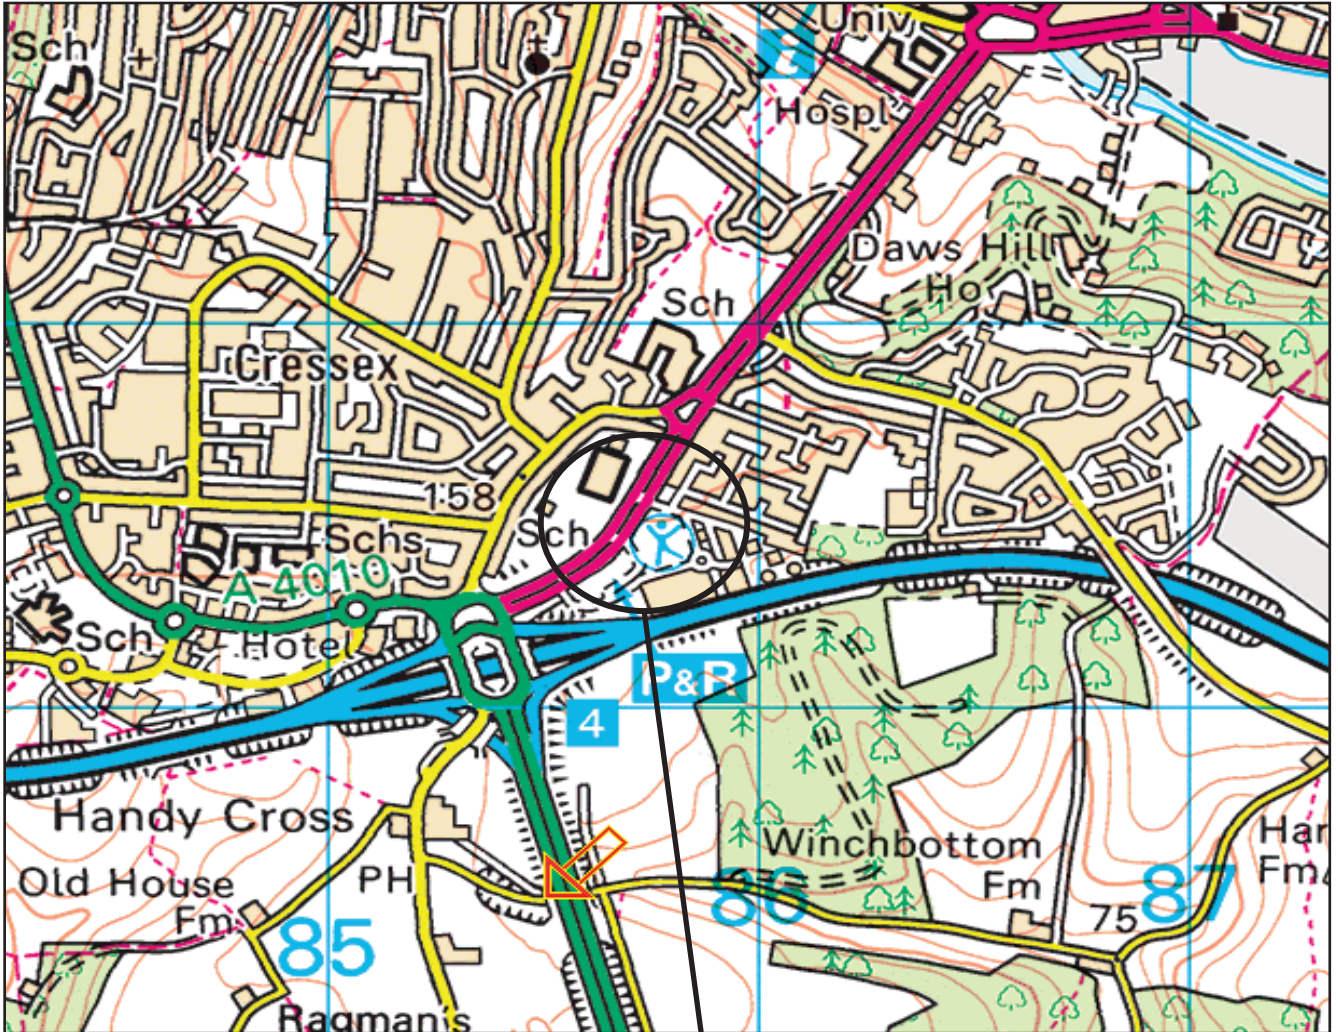 Univ
Sch
i
Hospl
Daws Hill
Ho
Sch
Cressex
158
Sch
Schs
A 4010
Sch
Hotel
P&R
4
Handy Cross
Winchbottom
Fm
Har
Fm
Old House
Fm
PH
86
87
75
85
Ragman's